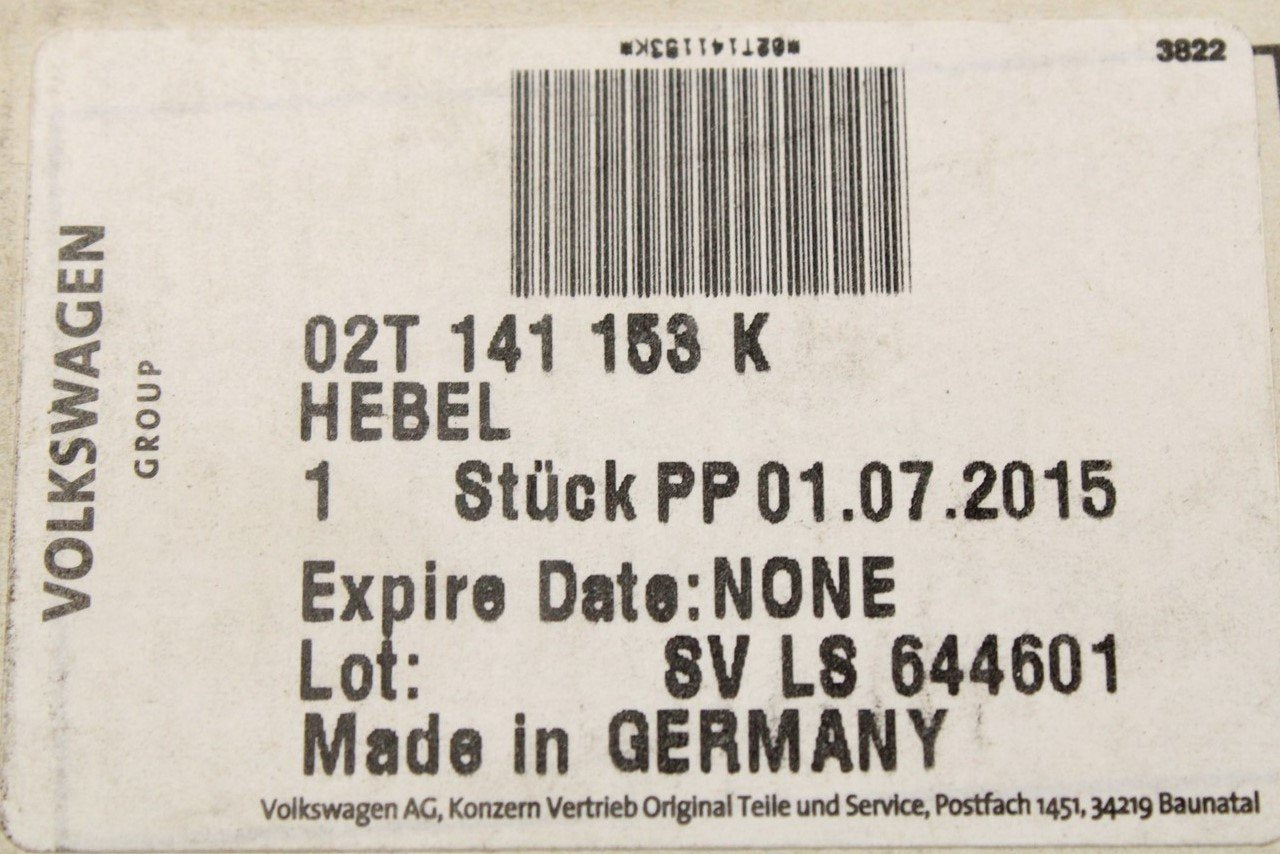 *02T141153K*
3822
VOLKSWAGEN
GROUP
02T 141 153 K
HEBEL
1 Stück PP 01.07.2015
Expire Date:NONE
Lot: SV LS 644601
Made in GERMANY
Volkswagen AG, Konzern Vertrieb Original Teile und Service, Postfach 1451, 34219 Baunatal